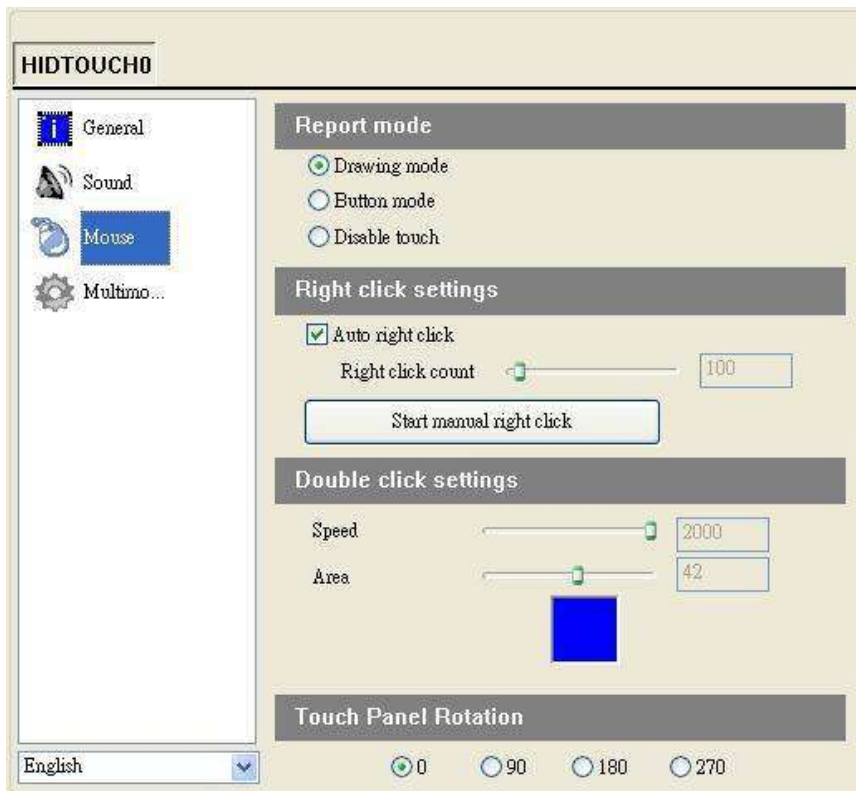 HIDTOUCH0
General
Sound
Mouse
Multimo...
English
Report mode
Drawing mode
Button mode
Disable touch
Right click settings
Auto right click
Right click count 100
Start manual right click
Double click settings
Speed 2000
Area 42
Touch Panel Rotation
0 90 180 270